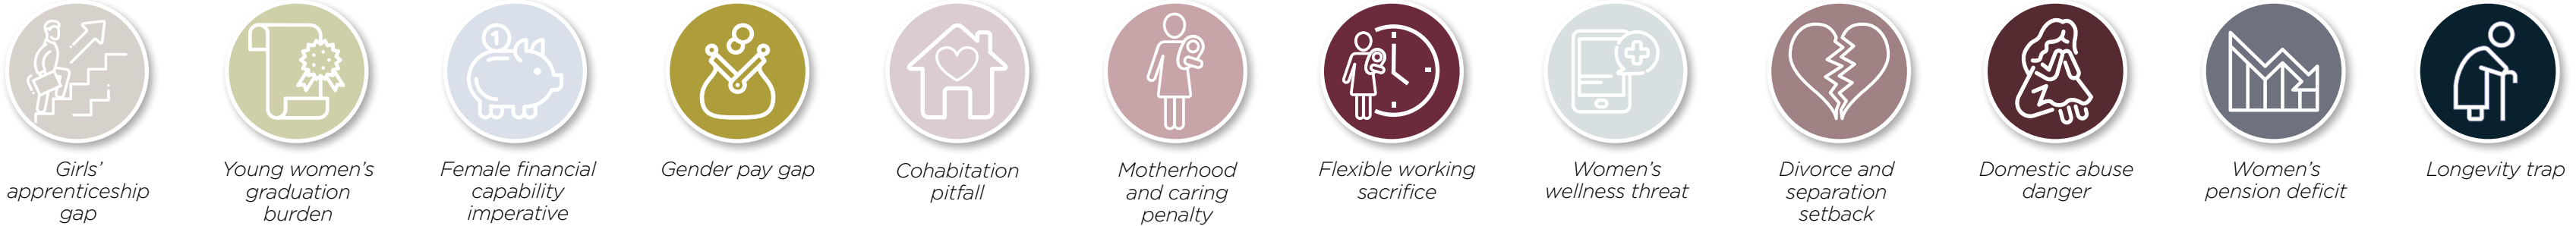 1
Girls'
apprenticeship
gap
Young women's
graduation
burden
Female financial
capability
imperative
Gender pay gap
Cohabitation
pitfall
Motherhood
and caring
penalty
Flexible working
sacrifice
Women's
wellness threat
Divorce and
separation
setback
Domestic abuse
danger
Women's
pension deficit
Longevity trap